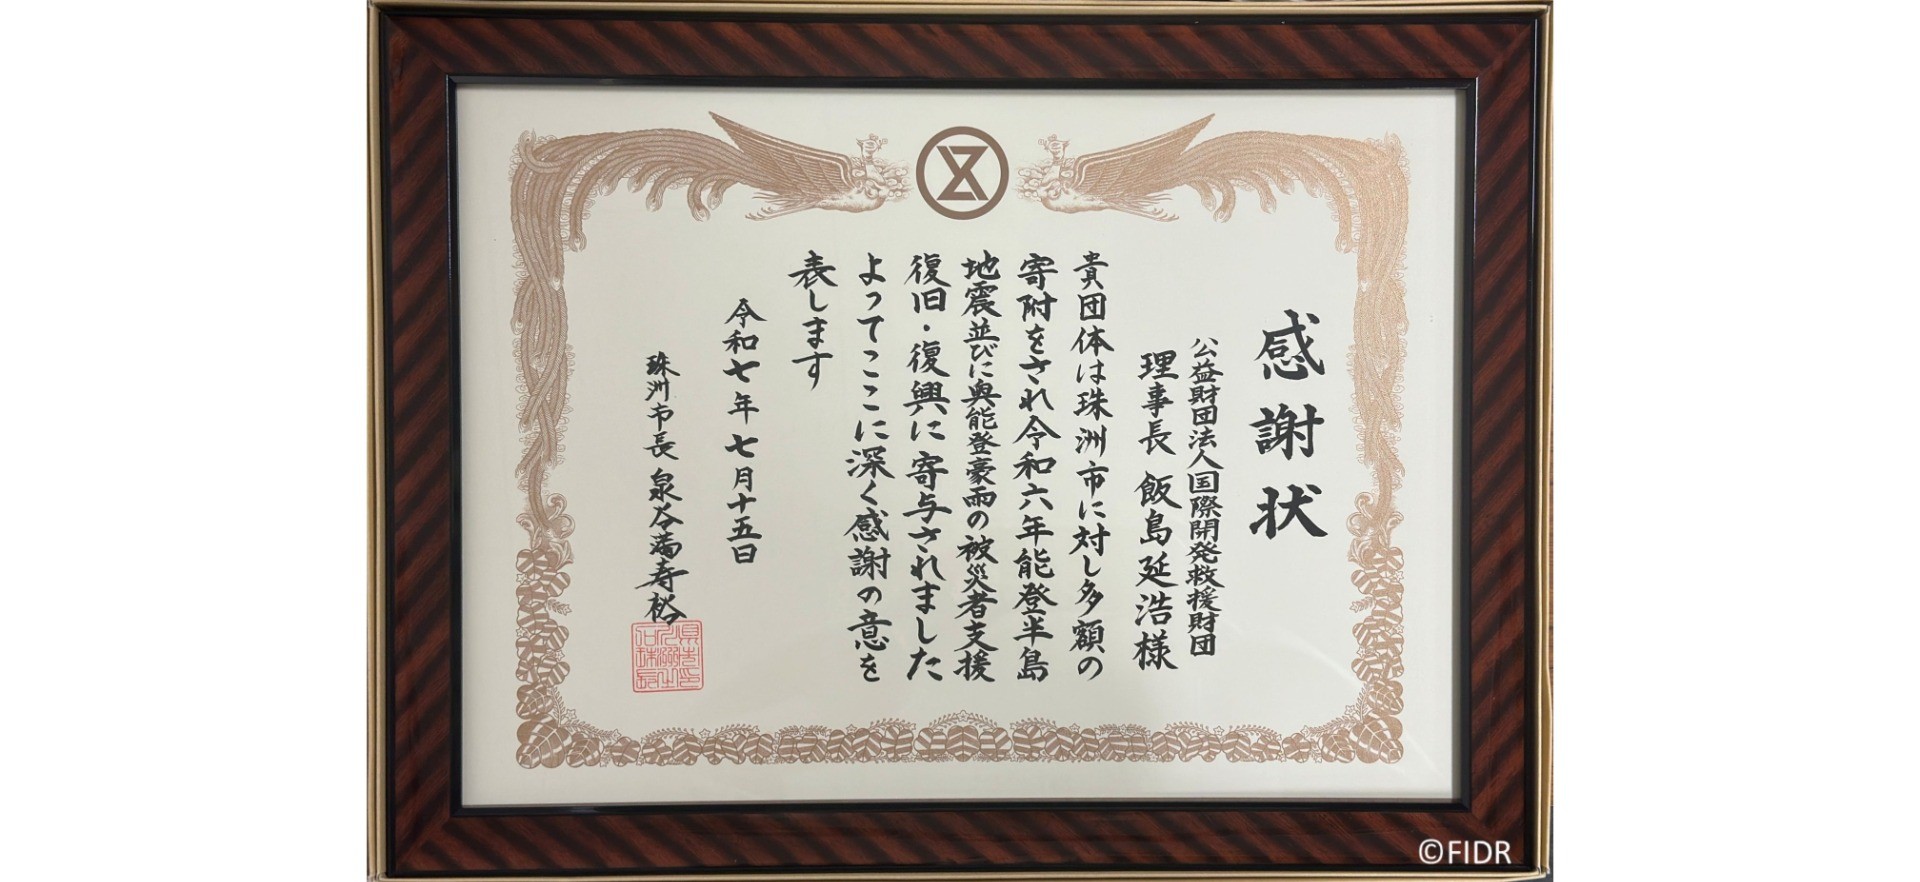 感謝状
公益財団法人国際開発救援財団
理事長 飯島延浩様
貴団体は珠洲市に対し多額の
寄附をされ令和六年能登半島
地震並びに奥能登豪雨の被災者支援
復旧・復興に寄与されました
よってここに深く感謝の意を
表します
令和七年七月十五日
珠洲市長 泉谷満寿裕
©FIDR